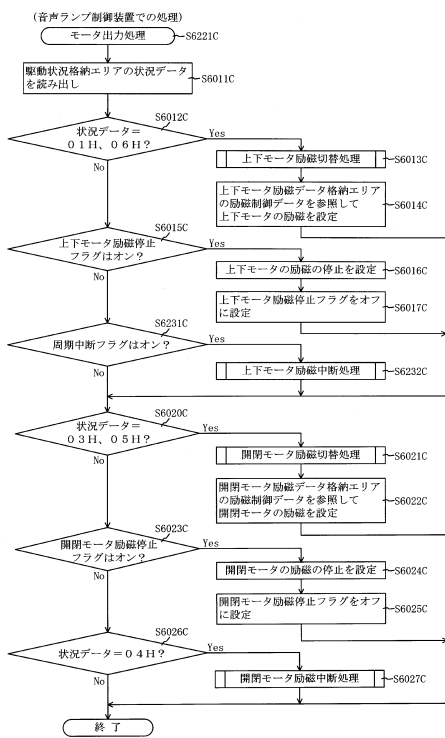 (音声ランプ制御装置での処理)
モータ出力処理
S6221C
駆動状況格納エリアの状況データ
を読み出し
S6011C
S6012C
状況データ=
01H、06H?
Yes
No
上下モータ励磁切替処理
S6013C
上下モータ励磁データ格納エリア
の励磁制御データを参照して
上下モータの励磁を設定
S6014C
S6015C
上下モータ励磁停止
フラグはオン?
Yes
No
上下モータの励磁の停止を設定
S6016C
上下モータ励磁停止フラグをオフ
に設定
S6017C
S6231C
周期中断フラグはオン?
Yes
No
上下モータ励磁中断処理
S6232C
S6020C
状況データ=
03H、05H?
Yes
No
開閉モータ励磁切替処理
S6021C
開閉モータ励磁データ格納エリア
の励磁制御データを参照して
開閉モータの励磁を設定
S6022C
S6023C
開閉モータ励磁停止
フラグはオン?
Yes
No
開閉モータの励磁の停止を設定
S6024C
開閉モータ励磁停止フラグをオフ
に設定
S6025C
S6026C
状況データ=04H?
Yes
No
開閉モータ励磁中断処理
S6027C
終了